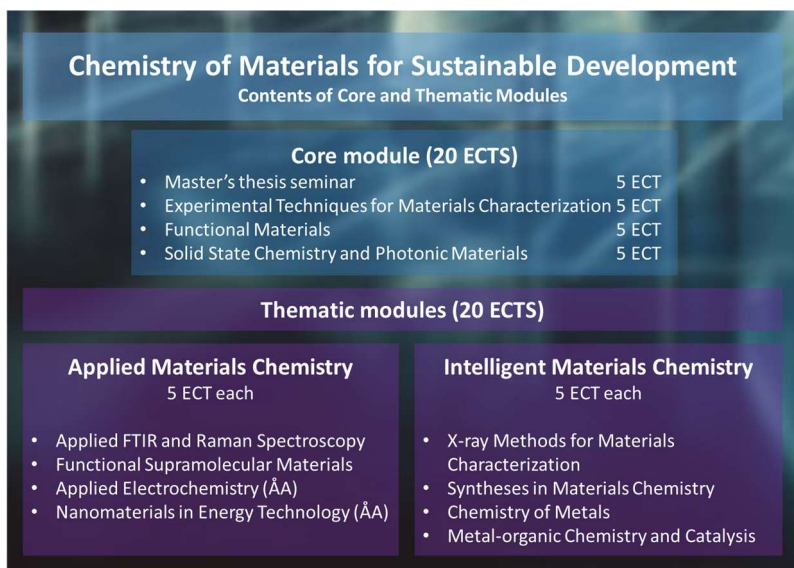 Chemistry of Materials for Sustainable Development
Contents of Core and Thematic Modules
Core module (20 ECTS)
• Master's thesis seminar 5 ECT
• Experimental Techniques for Materials Characterization 5 ECT
• Functional Materials 5 ECT
• Solid State Chemistry and Photonic Materials 5 ECT
Thematic modules (20 ECTS)
Applied Materials Chemistry
5 ECT each
• Applied FTIR and Raman Spectroscopy
• Functional Supramolecular Materials
• Applied Electrochemistry (ÅA)
• Nanomaterials in Energy Technology (ÅA)
Intelligent Materials Chemistry
5 ECT each
• X-ray Methods for Materials
Characterization
• Syntheses in Materials Chemistry
• Chemistry of Metals
• Metal-organic Chemistry and Catalysis